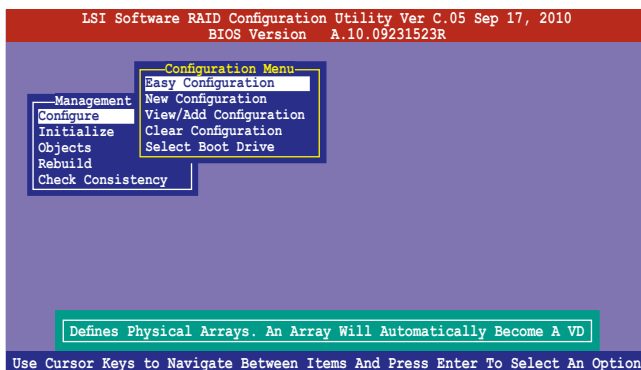 LSI Software RAID Configuration Utility Ver C.05 Sep 17, 2010
BIOS Version A.10.09231523R
Configuration Menu
Easy Configuration
New Configuration
View/Add Configuration
Clear Configuration
Select Boot Drive
Management
Configure
Initialize
Objects
Rebuild
Check Consistency
Defines Physical Arrays. An Array Will Automatically Become A VD
Use Cursor Keys to Navigate Between Items And Press Enter To Select An Option